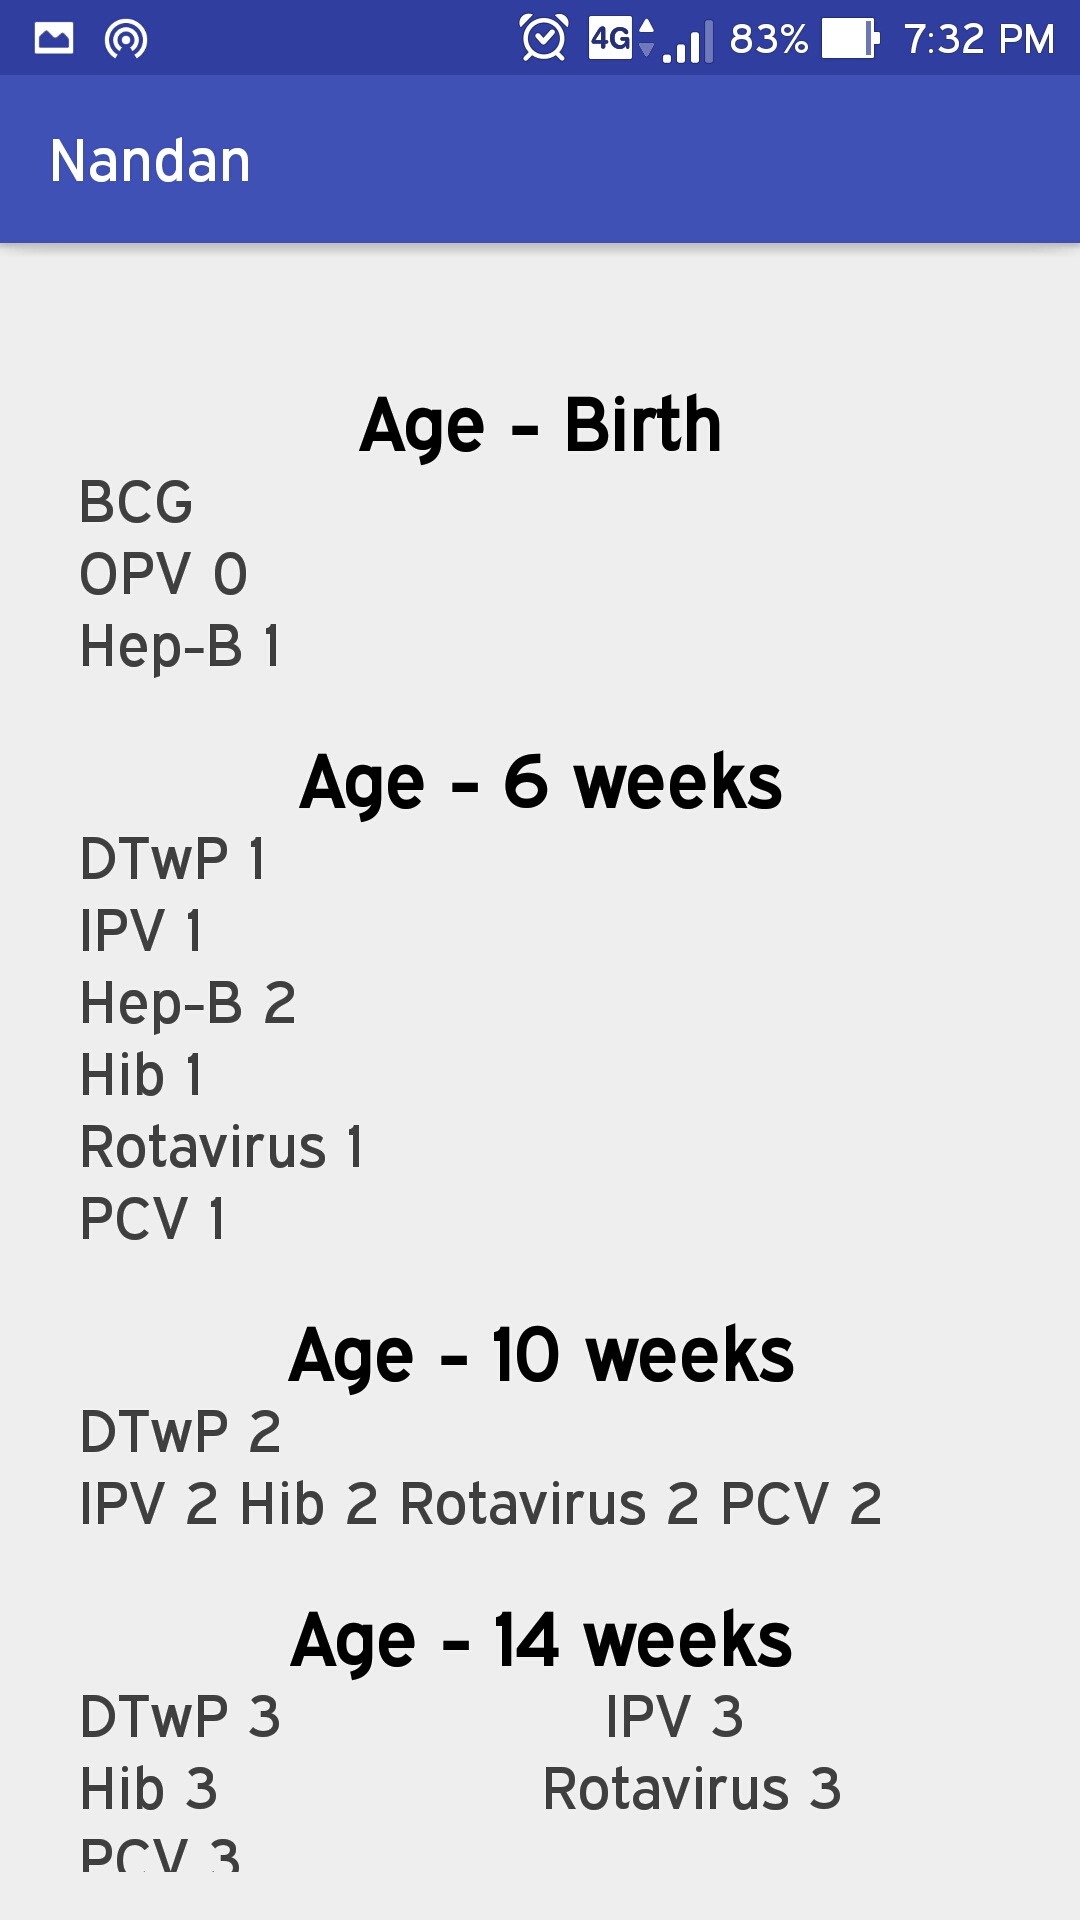 4G 83% 7:32 PM
Nandan
Age - Birth
BCG
OPV 0
Hep-B 1
Age - 6 weeks
DTwP 1
IPV 1
Hep-B 2
Hib 1
Rotavirus 1
PCV 1
Age - 10 weeks
DTwP 2
IPV 2 Hib 2 Rotavirus 2 PCV 2
Age - 14 weeks
DTwP 3 IPV 3
Hib 3 Rotavirus 3
PCV 3